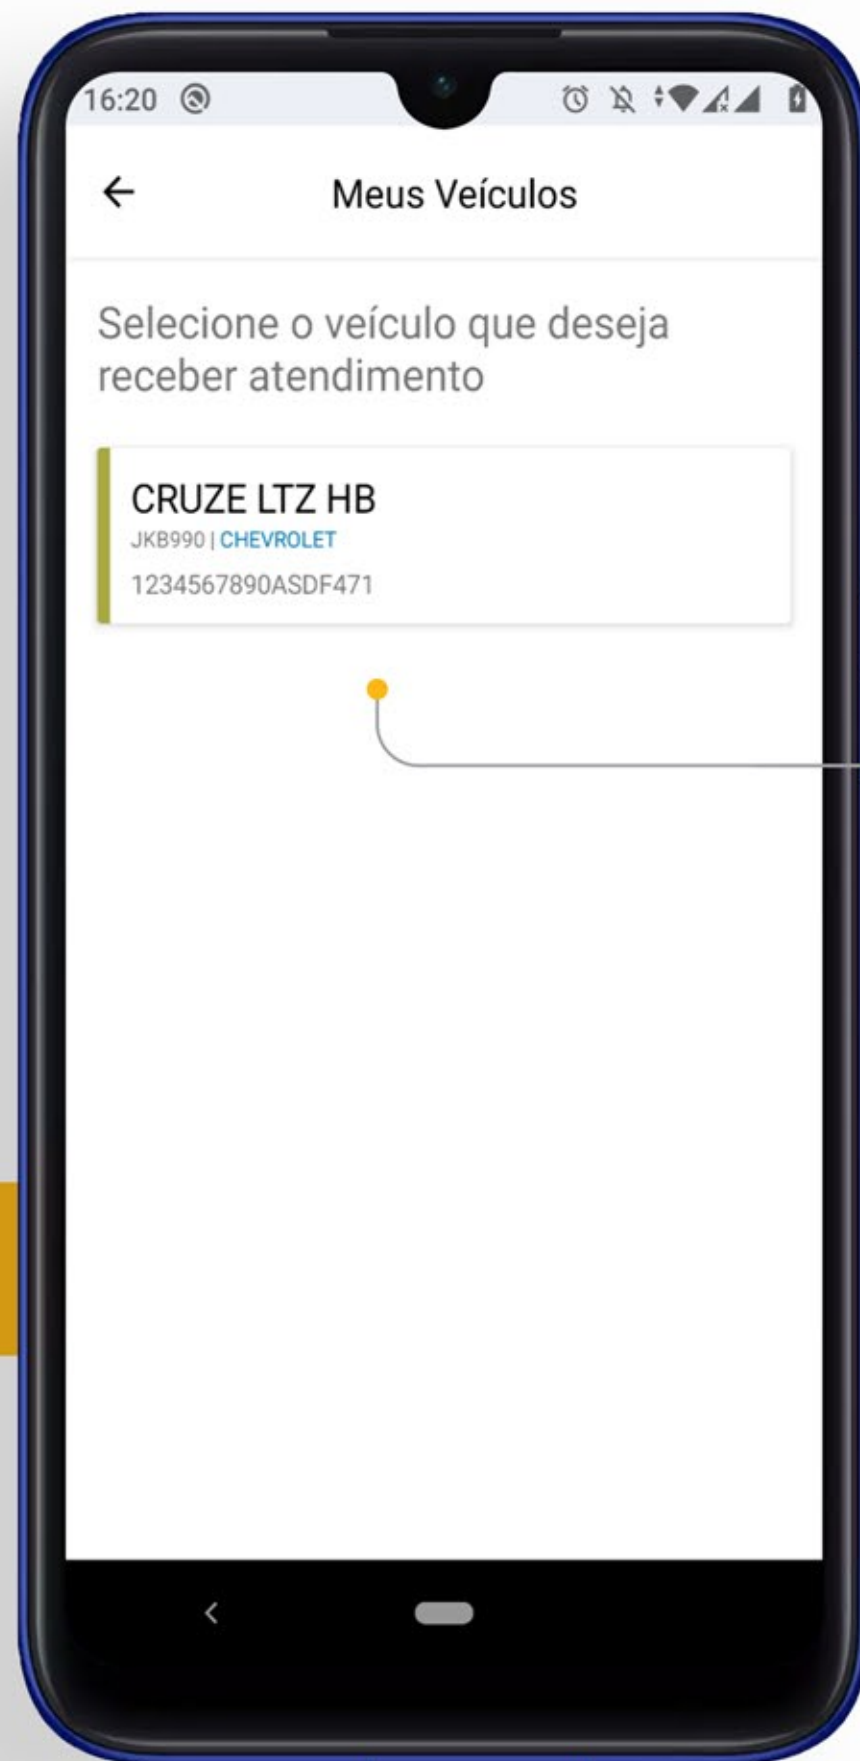 16:20
Meus Veículos
Selecione o veículo que deseja
receber atendimento
CRUZE LTZ HB
JKB990 | CHEVROLET
1234567890ASDF471